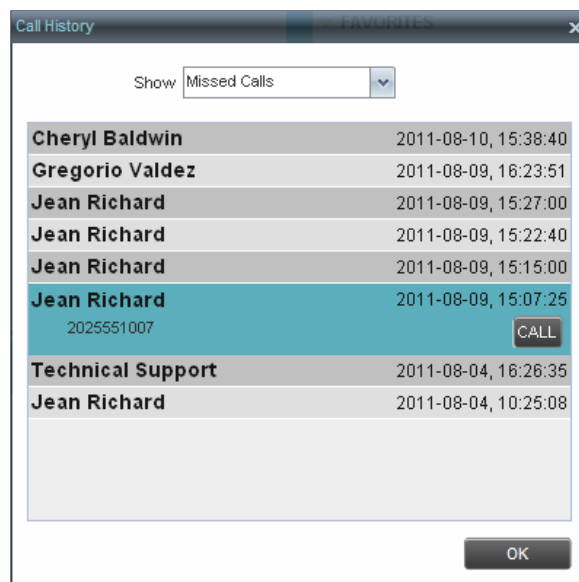 Call History FAVORITES x
Show Missed Calls
Cheryl Baldwin 2011-08-10, 15:38:40
Gregorio Valdez 2011-08-09, 16:23:51
Jean Richard 2011-08-09, 15:27:00
Jean Richard 2011-08-09, 15:22:40
Jean Richard 2011-08-09, 15:15:00
Jean Richard 2011-08-09, 15:07:25
2025551007 CALL
Technical Support 2011-08-04, 16:26:35
Jean Richard 2011-08-04, 10:25:08
OK